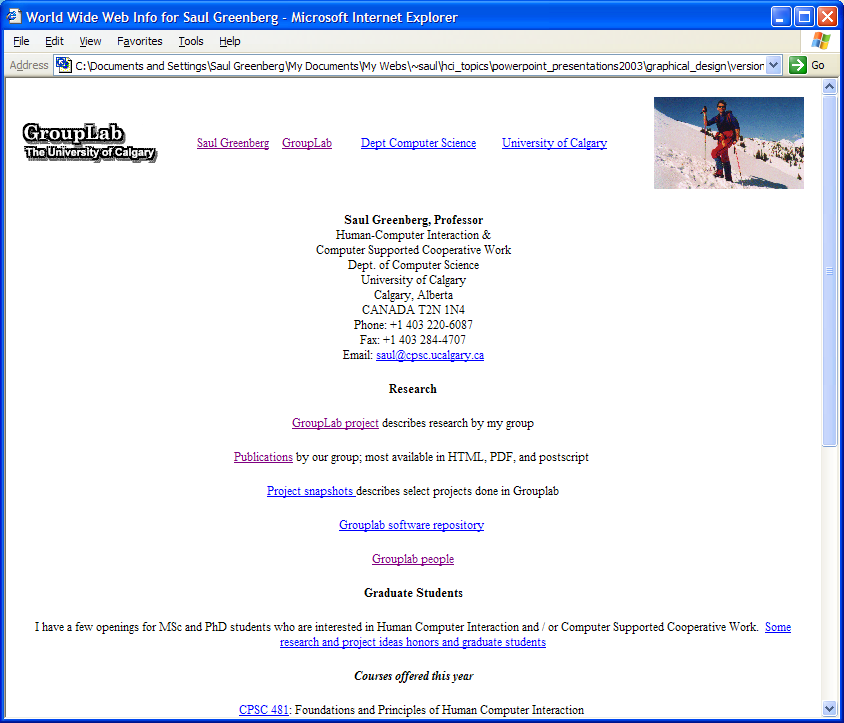 World Wide Web Info for Saul Greenberg - Microsoft Internet Explorer
File Edit View Favorites Tools Help
Address C:\Documents and Settings\Saul Greenberg\My Documents\My Webs\~saul\hci_topics\powerpoint_presentations2003\graphical_design\version Go
GroupLab
The University of Calgary
Saul Greenberg GroupLab Dept Computer Science University of Calgary
Saul Greenberg, Professor
Human-Computer Interaction &
Computer Supported Cooperative Work
Dept. of Computer Science
University of Calgary
Calgary, Alberta
CANADA T2N 1N4
Phone: +1 403 220-6087
Fax: +1 403 284-4707
Email: saul@cpsc.ucalgary.ca
Research
GroupLab project describes research by my group
Publications by our group; most available in HTML, PDF, and postscript
Project snapshots describes select projects done in Grouplab
Grouplab software repository
Grouplab people
Graduate Students
I have a few openings for MSc and PhD students who are interested in Human Computer Interaction and / or Computer Supported Cooperative Work. Some
research and project ideas honors and graduate students
Courses offered this year
CPSC 481: Foundations and Principles of Human Computer Interaction